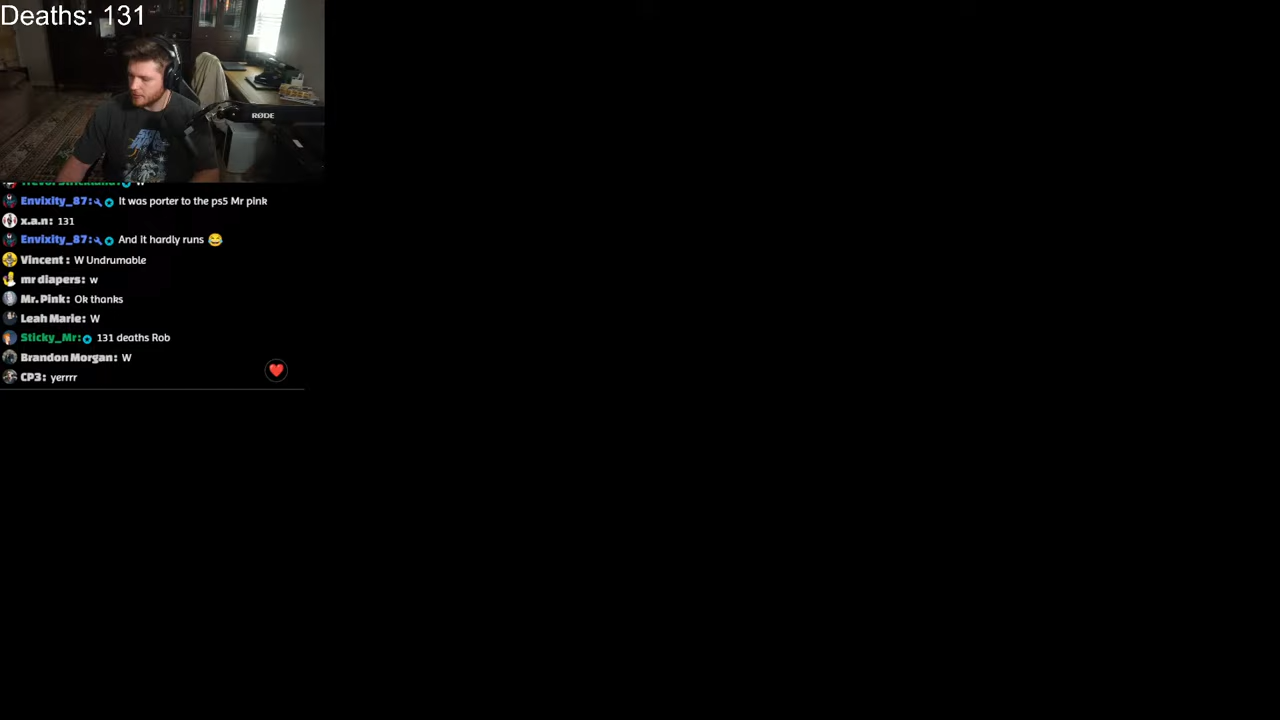 Deaths: 131
RØDE
Envixity_87: It was porter to the ps5 Mr pink
x.a.n: 131
Envixity_87: And it hardly runs 😂
Vincent : W Undrumable
mr diapers: w
Mr. Pink: Ok thanks
Leah Marie: W
Sticky_Mr: 131 deaths Rob
Brandon Morgan: W
CP3: yerrrr